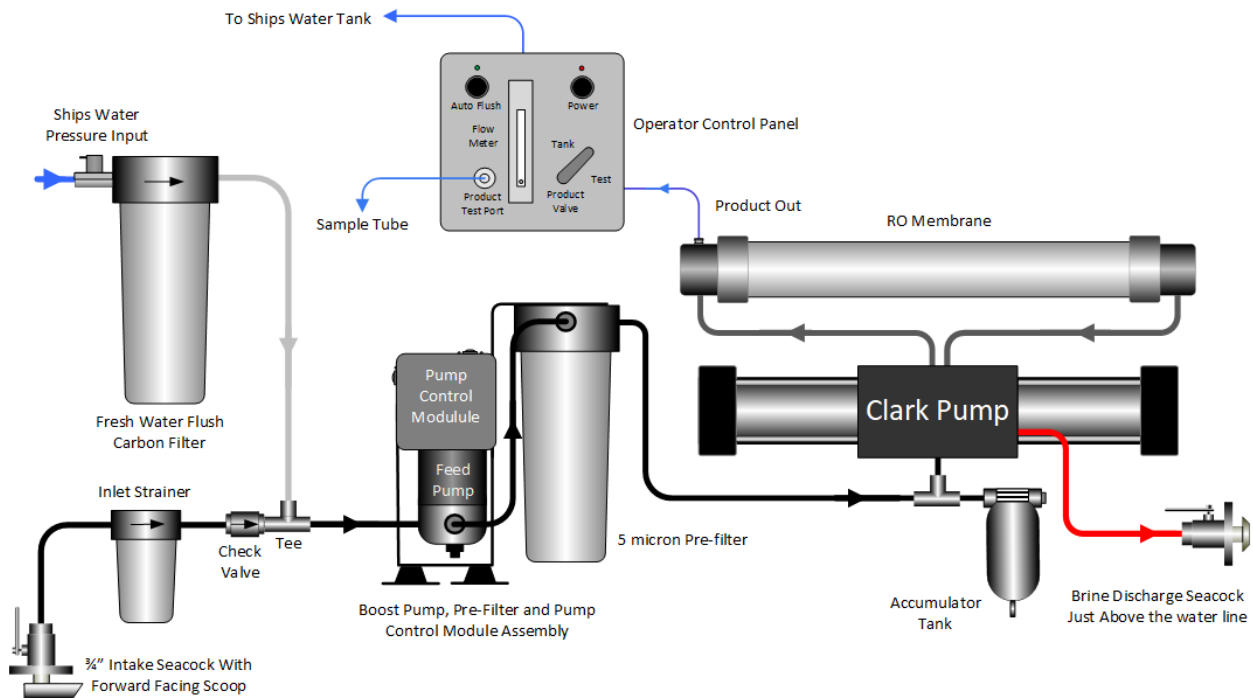 To Ships Water Tank
Ships Water
Pressure Input
Auto Flush
Power
Flow
Meter
Tank
Test
Product
Test Port
Product
Valve
Operator Control Panel
Sample Tube
Product Out
RO Membrane
Fresh Water Flush
Carbon Filter
Pump
Control
Modulule
Feed
Pump
Clark Pump
Inlet Strainer
Check
Valve
Tee
5 micron Pre-filter
Boost Pump, Pre-Filter and Pump
Control Module Assembly
Accumulator
Tank
Brine Discharge Seacock
Just Above the water line
¾” Intake Seacock With
Forward Facing Scoop